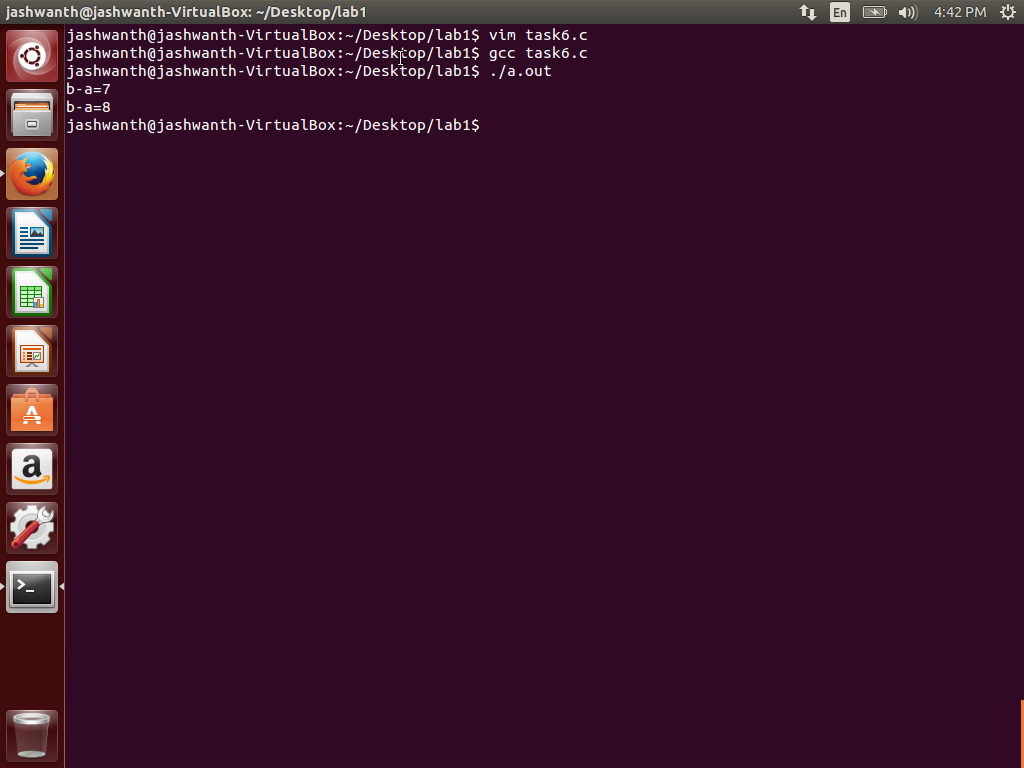 jashwanth@jashwanth-VirtualBox: ~/Desktop/lab1
En
4:42 PM
jashwanth@jashwanth-VirtualBox:~/Desktop/lab1$ vim task6.c
jashwanth@jashwanth-VirtualBox:~/Desktop/lab1$ gcc task6.c
jashwanth@jashwanth-VirtualBox:~/Desktop/lab1$ ./a.out
b-a=7
b-a=8
jashwanth@jashwanth-VirtualBox:~/Desktop/lab1$